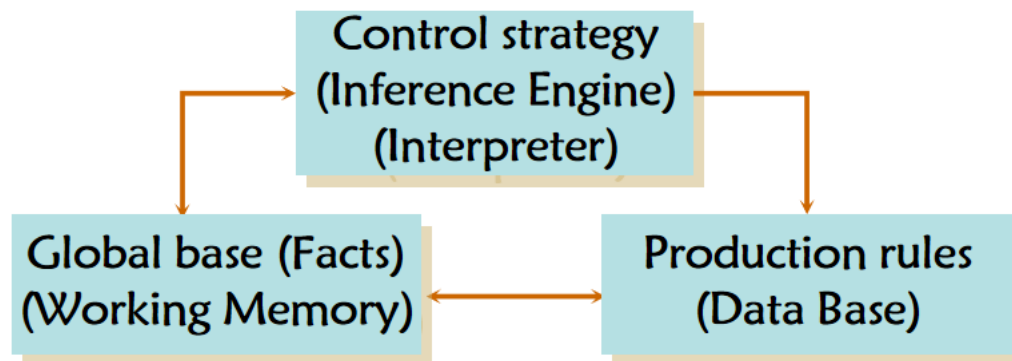 Control strategy
(Inference Engine)
(Interpreter)
Global base (Facts)
(Working Memory)
Production rules
(Data Base)